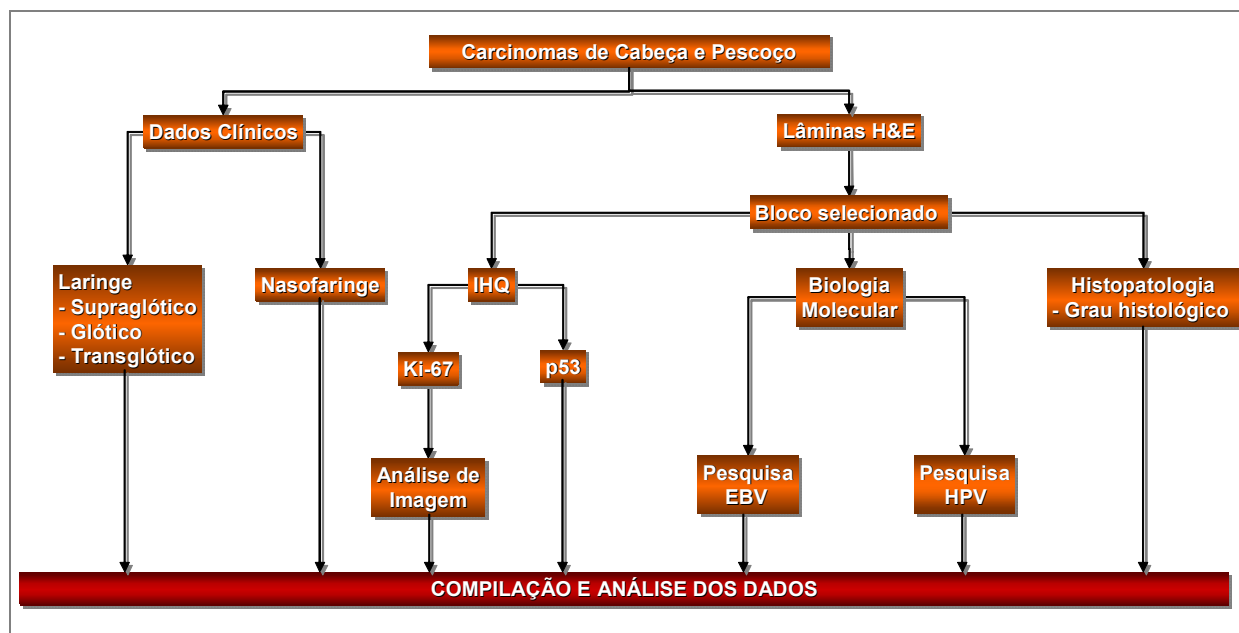 Carcinomas de Cabeça e Pescoço
Dados Clínicos
Lâminas H&E
Bloco selecionado
Laringe
- Supraglótico
- Glótico
- Transglótico
Nasofaringe
IHQ
Biologia
Molecular
Histopatologia
- Grau histológico
Ki-67
p53
Análise de
Imagem
Pesquisa
EBV
Pesquisa
HPV
COMPILAÇÃO E ANÁLISE DOS DADOS